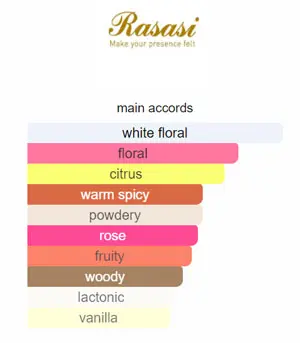 Rasasi
Make your presence felt
main accords
white floral
floral
citrus
warm spicy
powdery
rose
fruity
woody
lactonic
vanilla